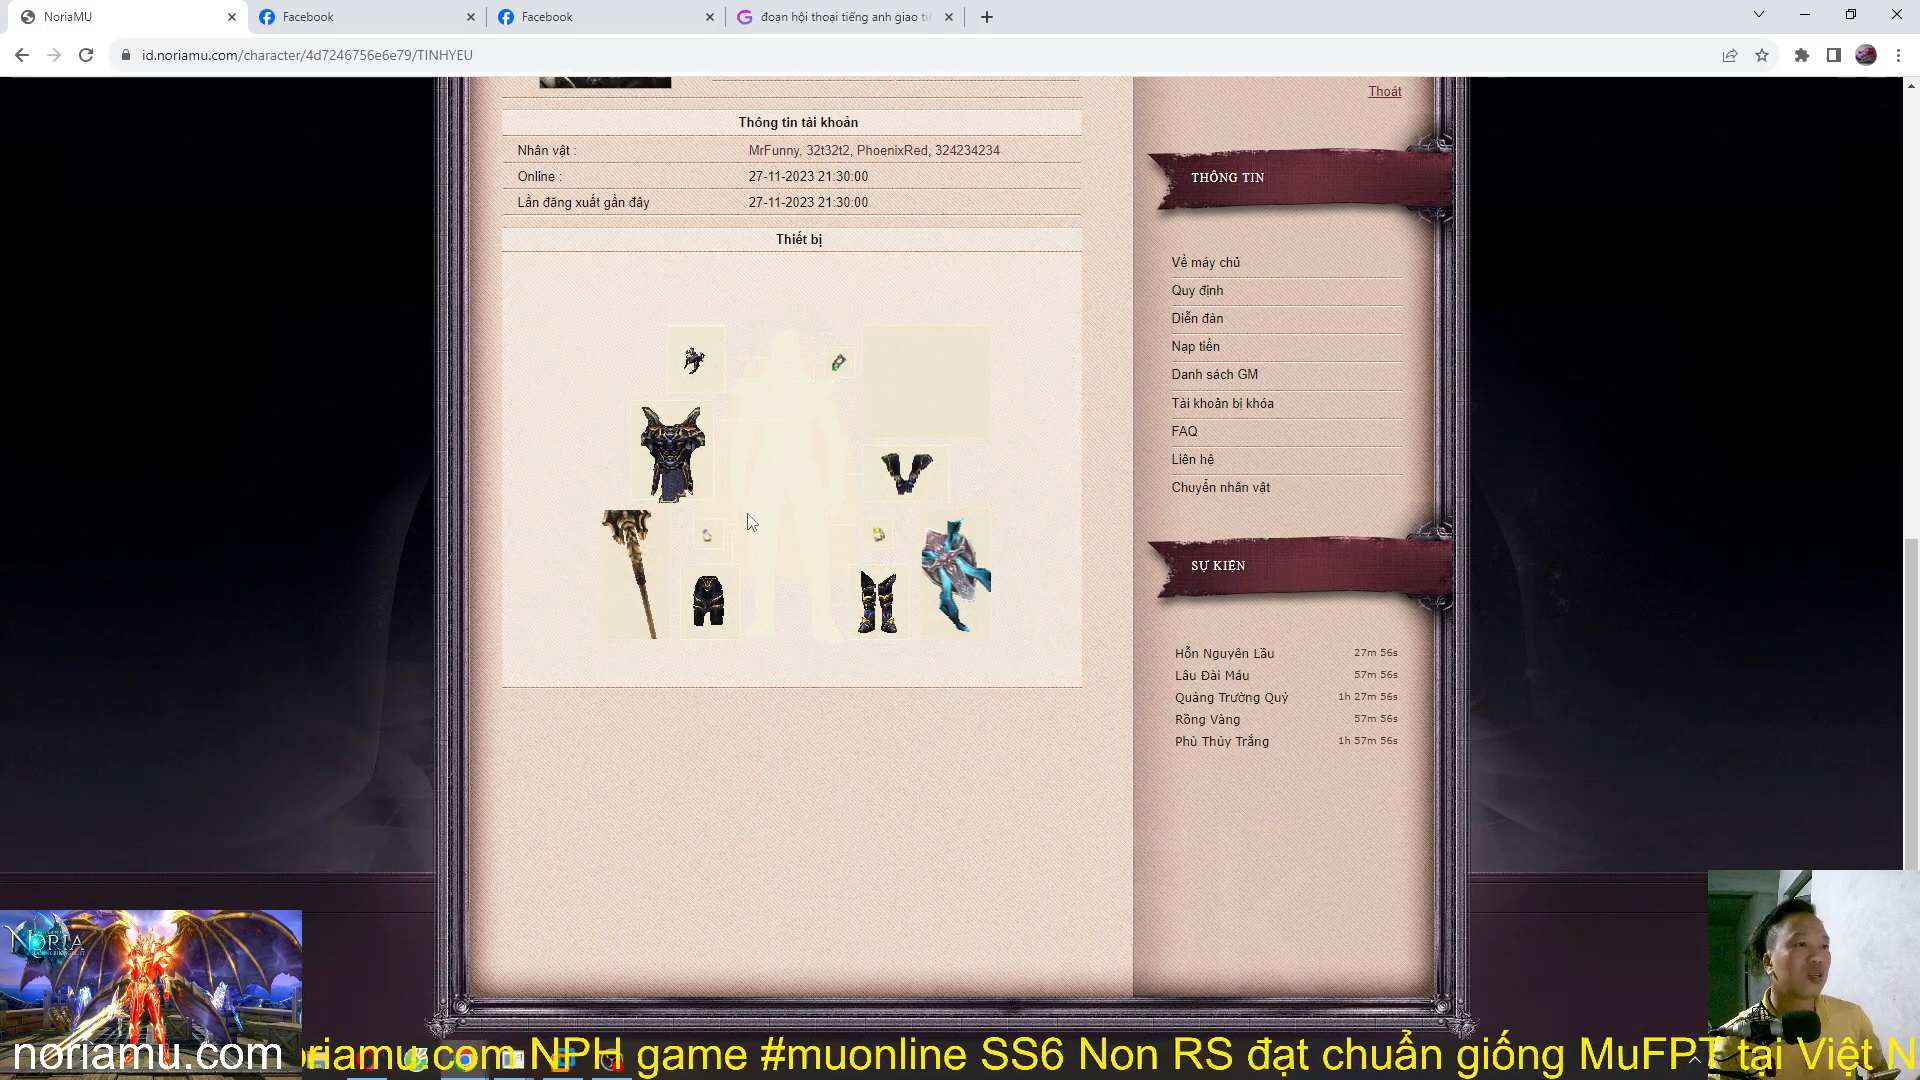 NoriaMU
Facebook
Facebook
đoạn hội thoại tiếng anh giao tiế
id.noriamu.com/character/4d7246756e6e79/TINHYEU
Thoát
Thông tin tài khoản
Nhân vật : MrFunny, 32t32t2, PhoenixRed, 324234234
Online : 27-11-2023 21:30:00
Lần đăng xuất gần đây 27-11-2023 21:30:00
Thiết bị
THÔNG TIN
Về máy chủ
Quy định
Diễn đàn
Nạp tiền
Danh sách GM
Tài khoản bị khóa
FAQ
Liên hệ
Chuyển nhân vật
SỰ KIỆN
Hỗn Nguyên Lầu 27m 56s
Lâu Đài Máu 57m 56s
Quảng Trường Quỷ 1h 27m 56s
Rồng Vàng 57m 56s
Phù Thủy Trắng 1h 57m 56s
NORIA
noriamu.com
oriamu.com NPH game #muonline SS6 Non RS đạt chuẩn giống MuFPT tại Việt N